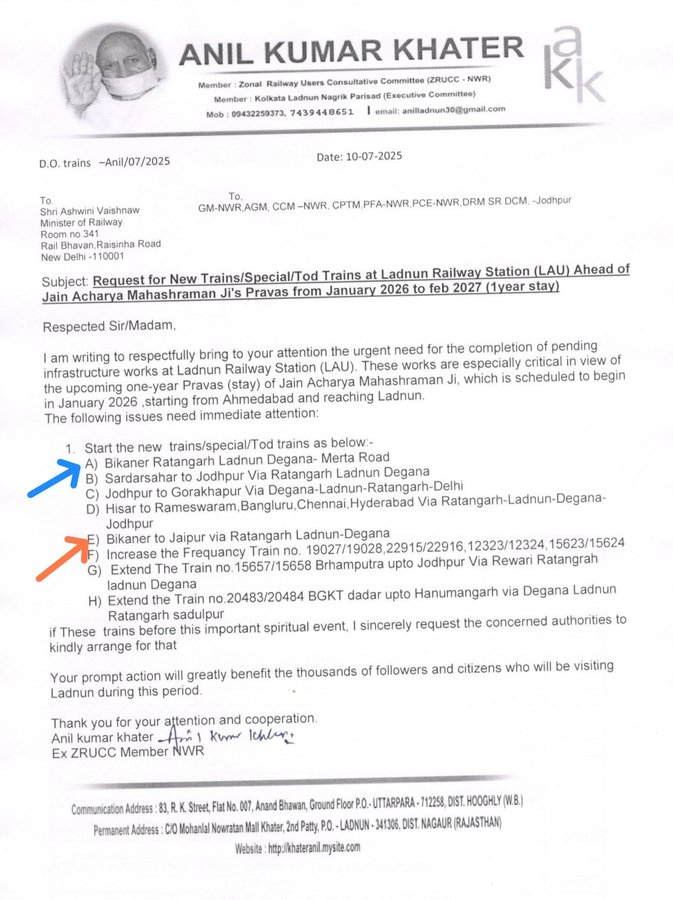 ANIL KUMAR KHATER
akk
Member : Zonal Railway Users Consultative Committee (ZRUCC - NWR)
Member : Kolkata Ladnun Nagrik Parisad (Executive Committee)
Mob : 09432259373, 7439448651 | email: anilladnun30@gmail.com
D.O. trains –Anil/07/2025
Date: 10-07-2025
To
Shri Ashwini Vaishnaw
Minister of Railway
Room no.341
Rail Bhavan,Raisinha Road
New Delhi -110001
To,
GM-NWR,AGM, CCM –NWR, CPTM,PFA-NWR,PCE-NWR,DRM SR DCM, -Jodhpur
Subject: Request for New Trains/Special/Tod Trains at Ladnun Railway Station (LAU) Ahead of
Jain Acharya Mahashraman Ji's Pravas from January 2026 to feb 2027 (1year stay)
Respected Sir/Madam,
I am writing to respectfully bring to your attention the urgent need for the completion of pending
infrastructure works at Ladnun Railway Station (LAU). These works are especially critical in view of
the upcoming one-year Pravas (stay) of Jain Acharya Mahashraman Ji, which is scheduled to begin
in January 2026 ,starting from Ahmedabad and reaching Ladnun.
The following issues need immediate attention:
1. Start the new trains/special/Tod trains as below:-
A) Bikaner Ratangarh Ladnun Degana- Merta Road
B) Sardarsahar to Jodhpur Via Ratangarh Ladnun Degana
C) Jodhpur to Gorakhapur Via Degana-Ladnun-Ratangarh-Delhi
D) Hisar to Rameswaram,Bangluru,Chennai,Hyderabad Via Ratangarh-Ladnun-Degana-
Jodhpur
E) Bikaner to Jaipur via Ratangarh Ladnun-Degana
F) Increase the Frequancy Train no. 19027/19028,22915/22916,12323/12324,15623/15624
G) Extend The Train no.15657/15658 Brhamputra upto Jodhpur Via Rewari Ratangrah
ladnun Degana
H) Extend the Train no.20483/20484 BGKT dadar upto Hanumangarh via Degana Ladnun
Ratangarh sadulpur
if These trains before this important spiritual event, I sincerely request the concerned authorities to
kindly arrange for that
Your prompt action will greatly benefit the thousands of followers and citizens who will be visiting
Ladnun during this period.
Thank you for your attention and cooperation.
Anil kumar khater Anil Kumar Khater
Ex ZRUCC Member NWR
Communication Address : 83, R. K. Street, Flat No. 007, Anand Bhawan, Ground Floor P.O.- UTTARPARA - 712258, DIST. HOOGHLY (W.B.)
Permanent Address : C/O Mohanlal Nowratan Mall Khater, 2nd Patty, P.O. - LADNUN - 341306, DIST. NAGAUR (RAJASTHAN)
Website : http://khateranil.mysite.com